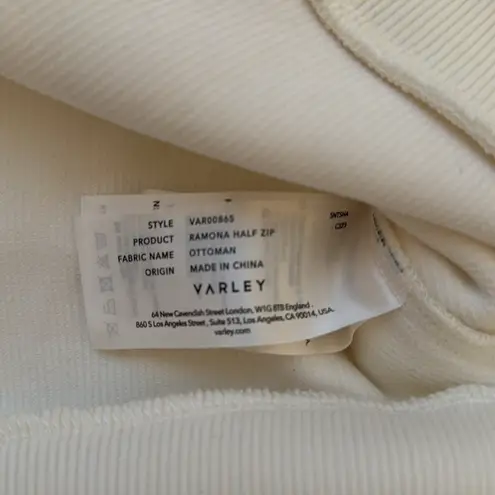 STYLE VAR00865
PRODUCT RAMONA HALF ZIP
FABRIC NAME OTTOMAN
ORIGIN MADE IN CHINA
VARLEY
64 New Cavendish Street London, W1G 8TB England.
860 S Los Angeles Street, Suite 513, Los Angeles, CA 90014, USA.
varley.com